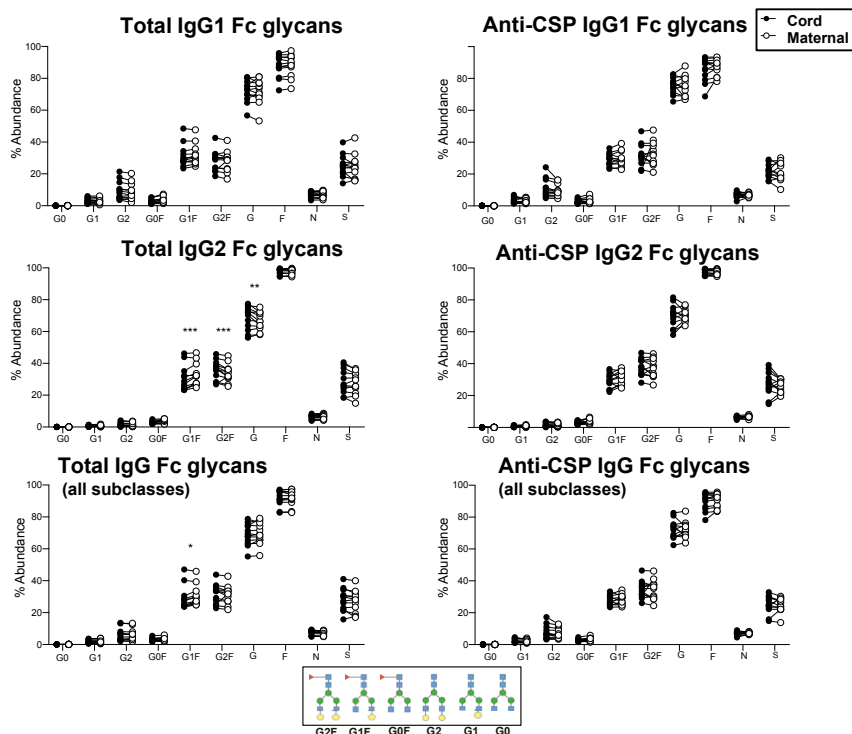 Total IgG1 Fc glycans
% Abundance
100
80
60
40
20
0
G0 G1 G2 G0F G1F G2F G F N S
Anti-CSP IgG1 Fc glycans
Cord
Maternal
% Abundance
80
60
40
20
G0 G1 G2 G0F G1F G2F G F N S
Total IgG2 Fc glycans
% Abundance
100
80
60
40
20
0
*** *** **
G0 G1 G2 G0F G1F G2F G F N S
Anti-CSP IgG2 Fc glycans
% Abundance
100
80
60
40
20
G0 G1 G2 G0F G1F G2F G F N S
Total IgG Fc glycans
(all subclasses)
% Abundance
100
80
60
40
20
0
*
G0 G1 G2 G0F G1F G2F G F N S
Anti-CSP IgG Fc glycans
(all subclasses)
% Abundance
100
80
60
40
20
0
G0 G1 G2 G0F G1F G2F G F N S
G2F G1F G0F G2 G1 G0